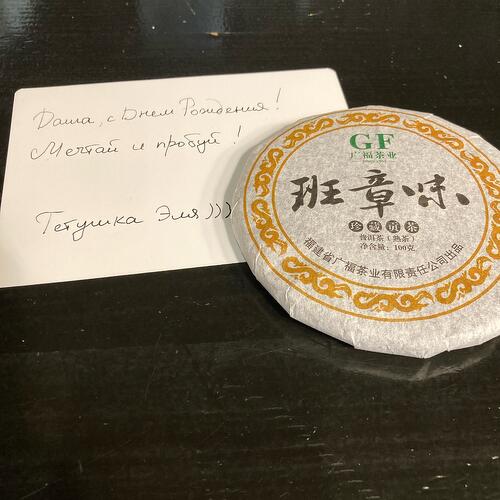 Даша, с Днем Рождения!
Мечтай и пробуй!
Тетушка Эля)))
GF
广福茶业
班章味
珍藏贡茶
普洱茶(熟茶)
净含量:100克
福建省广福茶业有限责任公司出品